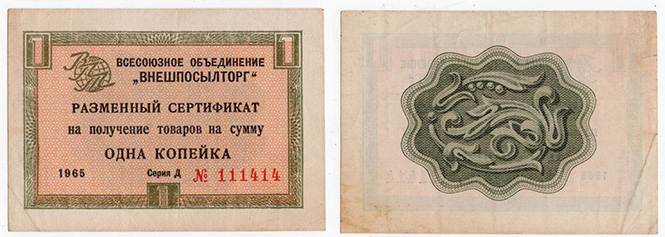 1 1
ВПТ
ВСЕСОЮЗНОЕ ОБЪЕДИНЕНИЕ
„ВНЕШПОСЫЛТОРГ"
РАЗМЕННЫЙ СЕРТИФИКАТ
на получение товаров на сумму
ОДНА КОПЕЙКА
1965 Серия Д № 111414
1